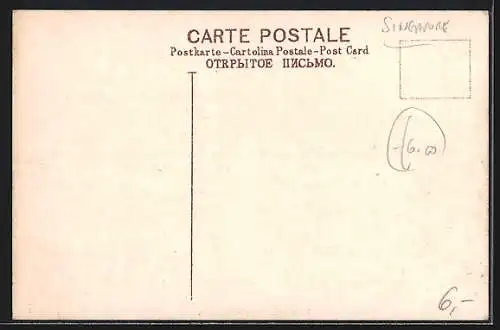 SINGAPORE
CARTE POSTALE
Postkarte – Cartolina Postale – Post Card
ОТКРЫТОЕ ПИСЬМО.
6.00
6,-